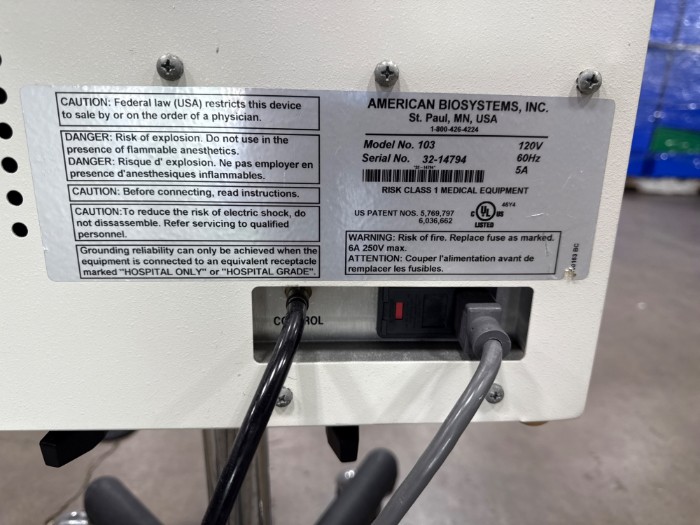 CAUTION: Federal law (USA) restricts this device
to sale by or on the order of a physician.
DANGER: Risk of explosion. Do not use in the
presence of flammable anesthetics.
DANGER: Risque d' explosion. Ne pas employer en
presence d'anesthesiques inflammables.
CAUTION: Before connecting, read instructions.
CAUTION:To reduce the risk of electric shock, do
not disassemble. Refer servicing to qualified
personnel.
Grounding reliability can only be achieved when the
equipment is connected to an equivalent receptacle
marked "HOSPITAL ONLY" or "HOSPITAL GRADE".
AMERICAN BIOSYSTEMS, INC.
St. Paul, MN, USA
1-800-426-4224
Model No. 103 120V
Serial No. 32-14794 60Hz
5A
RISK CLASS 1 MEDICAL EQUIPMENT
US PATENT NOS. 5,769,797
6,036,662
C UL US
LISTED
46Y4
WARNING: Risk of fire. Replace fuse as marked.
6A 250V max.
ATTENTION: Couper l'alimentation avant de
remplacer les fusibles.